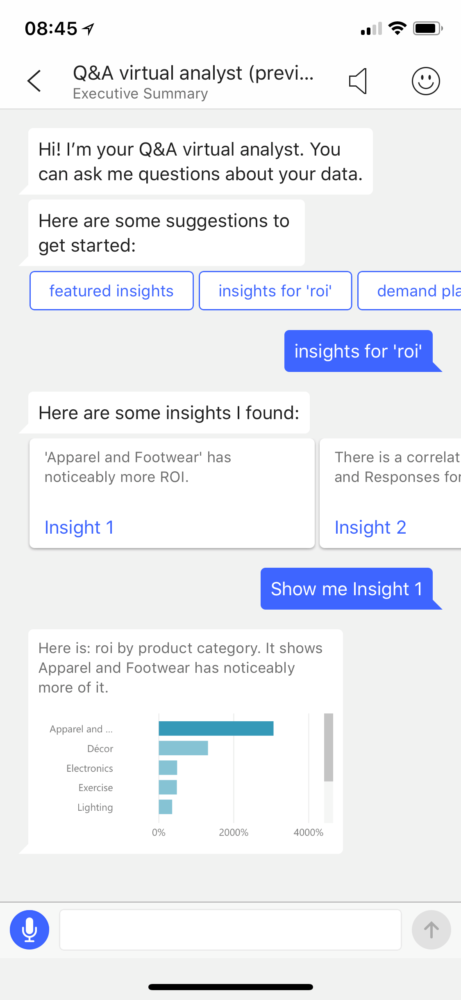 08:45
Q&A virtual analyst (previ...
Executive Summary
Hi! I'm your Q&A virtual analyst. You
can ask me questions about your data.
Here are some suggestions to
get started:
featured insights
insights for 'roi'
demand pla
insights for 'roi'
Here are some insights I found:
'Apparel and Footwear' has
noticeably more ROI.
Insight 1
There is a correlat
and Responses for
Insight 2
Show me Insight 1
Here is: roi by product category. It shows
Apparel and Footwear has noticeably
more of it.
Apparel and ...
Décor
Electronics
Exercise
Lighting
0%
2000%
4000%